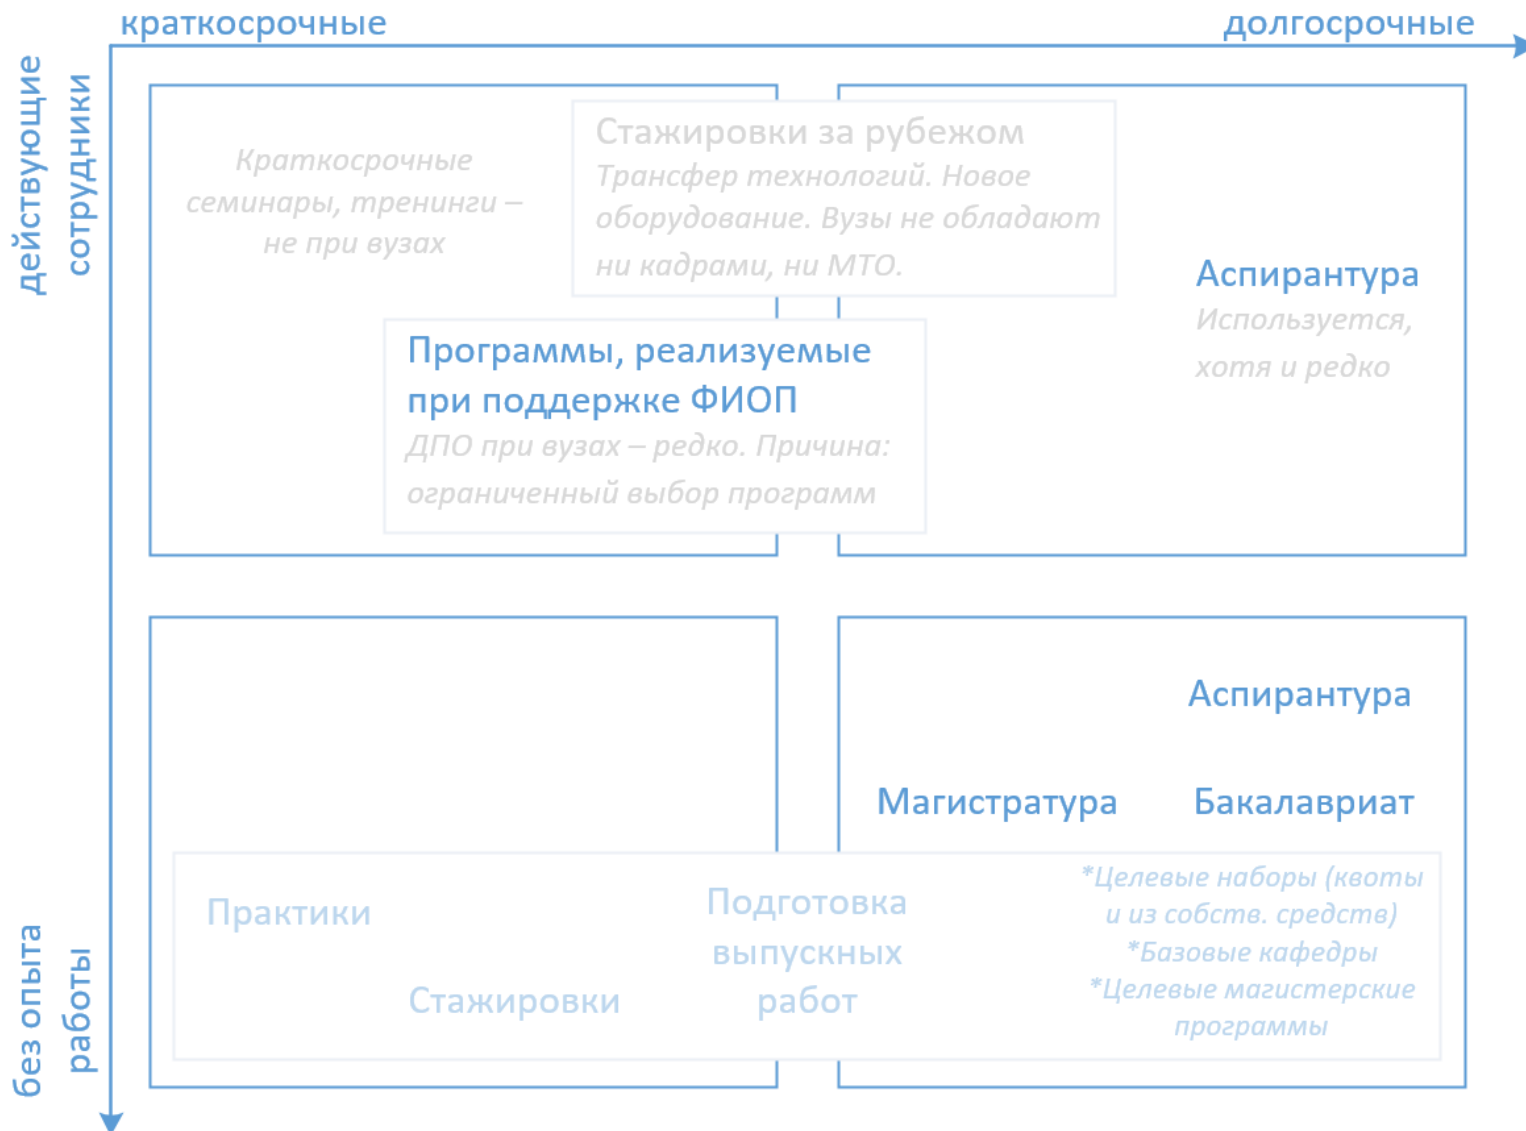 краткосрочные
долгосрочные
действующие
сотрудники
Краткосрочные
семинары, тренинги –
не при вузах
Стажировки за рубежом
Трансфер технологий. Новое
оборудование. Вузы не обладают
ни кадрами, ни МТО.
Аспирантура
Используется,
хотя и редко
Программы, реализуемые
при поддержке ФИОП
ДПО при вузах – редко. Причина:
ограниченный выбор программ
без опыта
работы
Аспирантура
Магистратура
Бакалавриат
Практики
Стажировки
Подготовка
выпускных
работ
*Целевые наборы (квоты
и из собств. средств)
*Базовые кафедры
*Целевые магистерские
программы